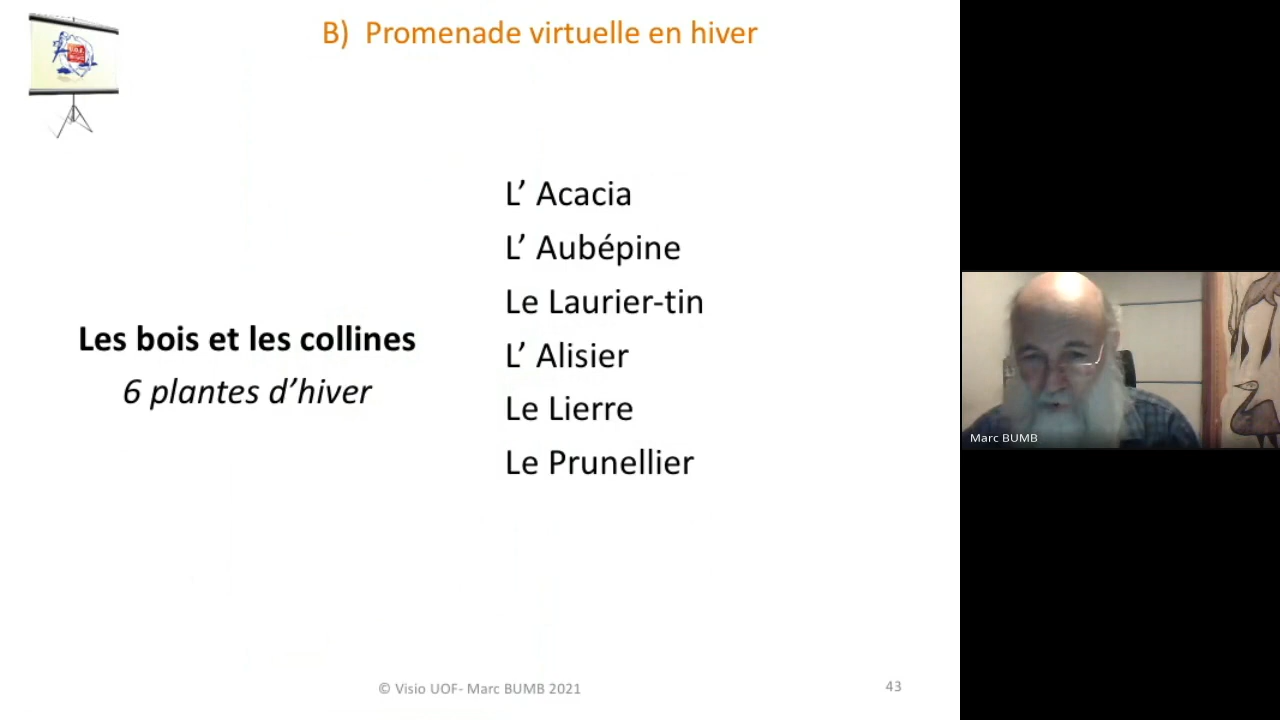 B) Promenade virtuelle en hiver
L’ Acacia
L’ Aubépine
Le Laurier-tin
L’ Alisier
Le Lierre
Le Prunellier
Les bois et les collines
6 plantes d’hiver
Marc BUMB
© Visio UOF- Marc BUMB 2021
43